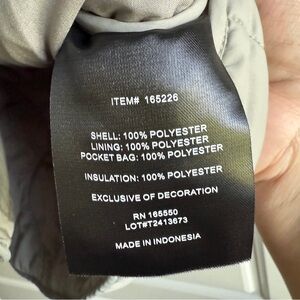 ITEM# 165226
SHELL: 100% POLYESTER
LINING: 100% POLYESTER
POCKET BAG: 100% POLYESTER
INSULATION: 100% POLYESTER
EXCLUSIVE OF DECORATION
RN 165550
LOT#T2413673
MADE IN INDONESIA